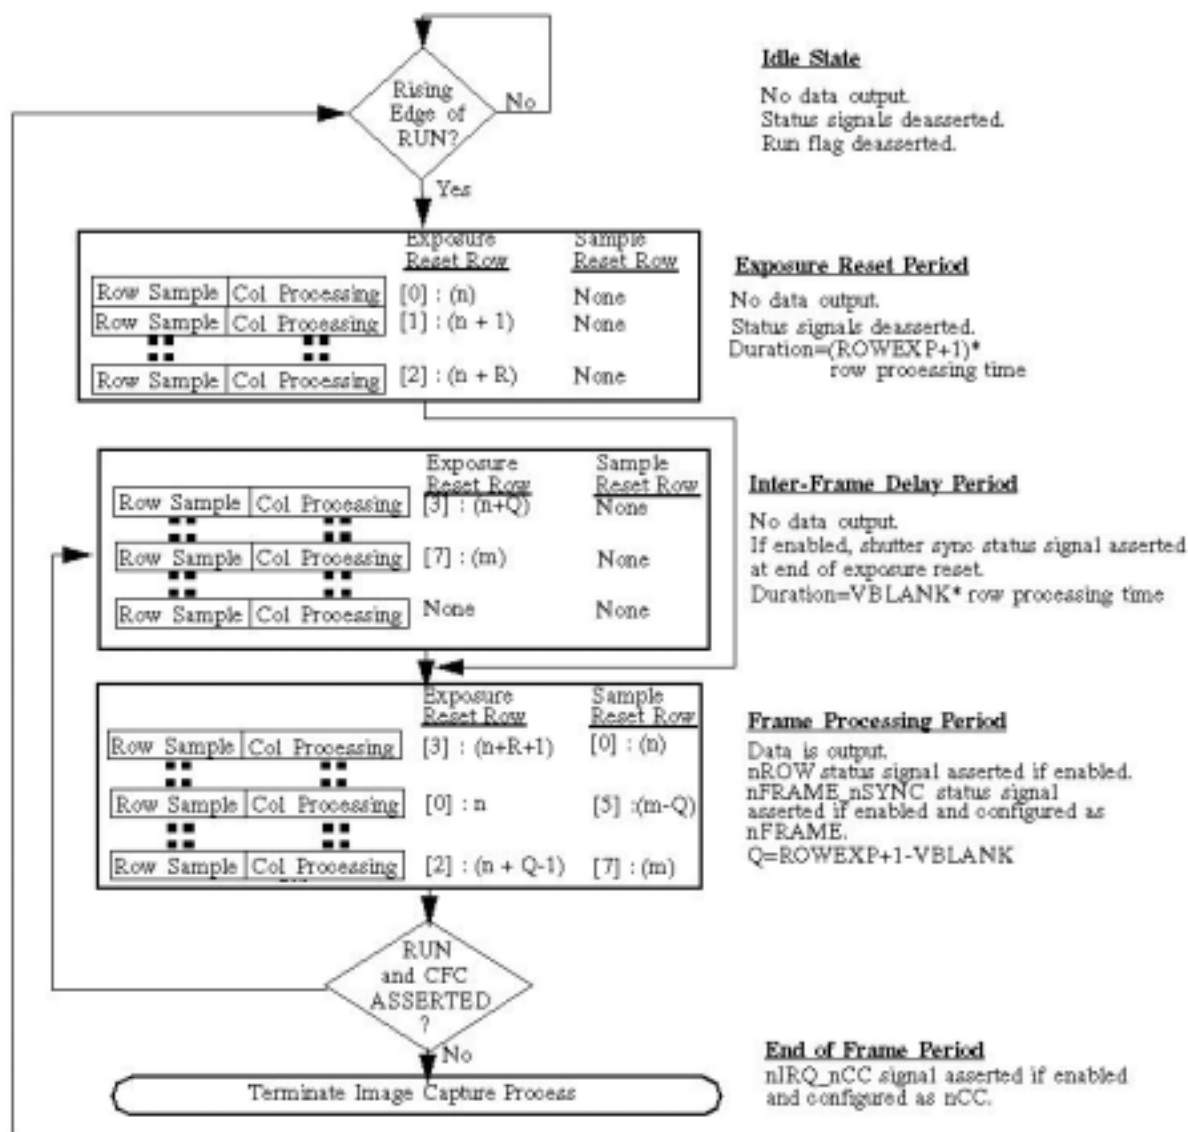 Rising
Edge of
RUN?
No
Yes
Idle State
No data output.
Status signals deasserted.
Run flag deasserted.
Exposure Sample
Reset Row Reset Row
Row Sample Col Processing [0] : (n) None
Row Sample Col Processing [1] : (n + 1) None
Row Sample Col Processing [2] : (n + R) None
Exposure Reset Period
No data output.
Status signals deasserted.
Duration=(ROWEXP+1)*
row processing time
Exposure Sample
Reset Row Reset Row
Row Sample Col Processing [3] : (n+Q) None
Row Sample Col Processing [7] : (m) None
Row Sample Col Processing None None
Inter-Frame Delay Period
No data output.
If enabled, shutter sync status signal asserted
at end of exposure reset.
Duration=VBLANK* row processing time
Exposure Sample
Reset Row Reset Row
Row Sample Col Processing [3] : (n+R+1) [0] : (n)
Row Sample Col Processing [0] : n [5] :(m-Q)
Row Sample Col Processing [2] : (n + Q-1) [7] : (m)
Frame Processing Period
Data is output.
nROW status signal asserted if enabled.
nFRAME_nSYNC status signal
asserted if enabled and configured as
nFRAME.
Q=ROWEXP+1-VBLANK
RUN
and CFC
ASSERTED
?
No
Terminate Image Capture Process
End of Frame Period
nIRQ_nCC signal asserted if enabled
and configured as nCC.